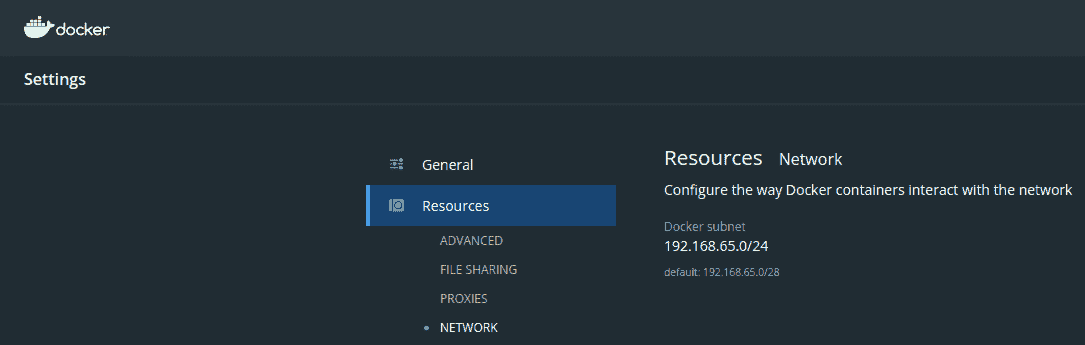 docker
Settings
General
Resources
ADVANCED
FILE SHARING
PROXIES
NETWORK
Resources Network
Configure the way Docker containers interact with the network
Docker subnet
192.168.65.0/24
default: 192.168.65.0/28